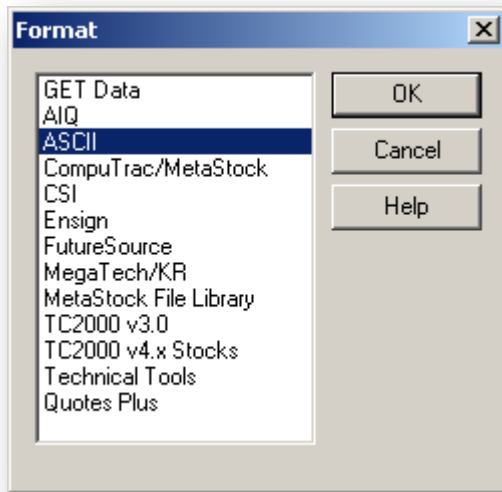 Format
GET Data
AIQ
ASCII
CompuTrac/MetaStock
CSI
Ensign
FutureSource
MegaTech/KR
MetaStock File Library
TC2000 v3.0
TC2000 v4.x Stocks
Technical Tools
Quotes Plus
OK
Cancel
Help